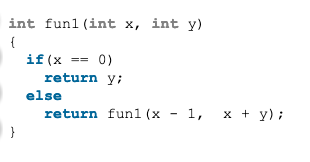 int fun1(int x, int y)
{
  if(x == 0)
    return y;
  else
    return fun1(x - 1,  x + y);
}